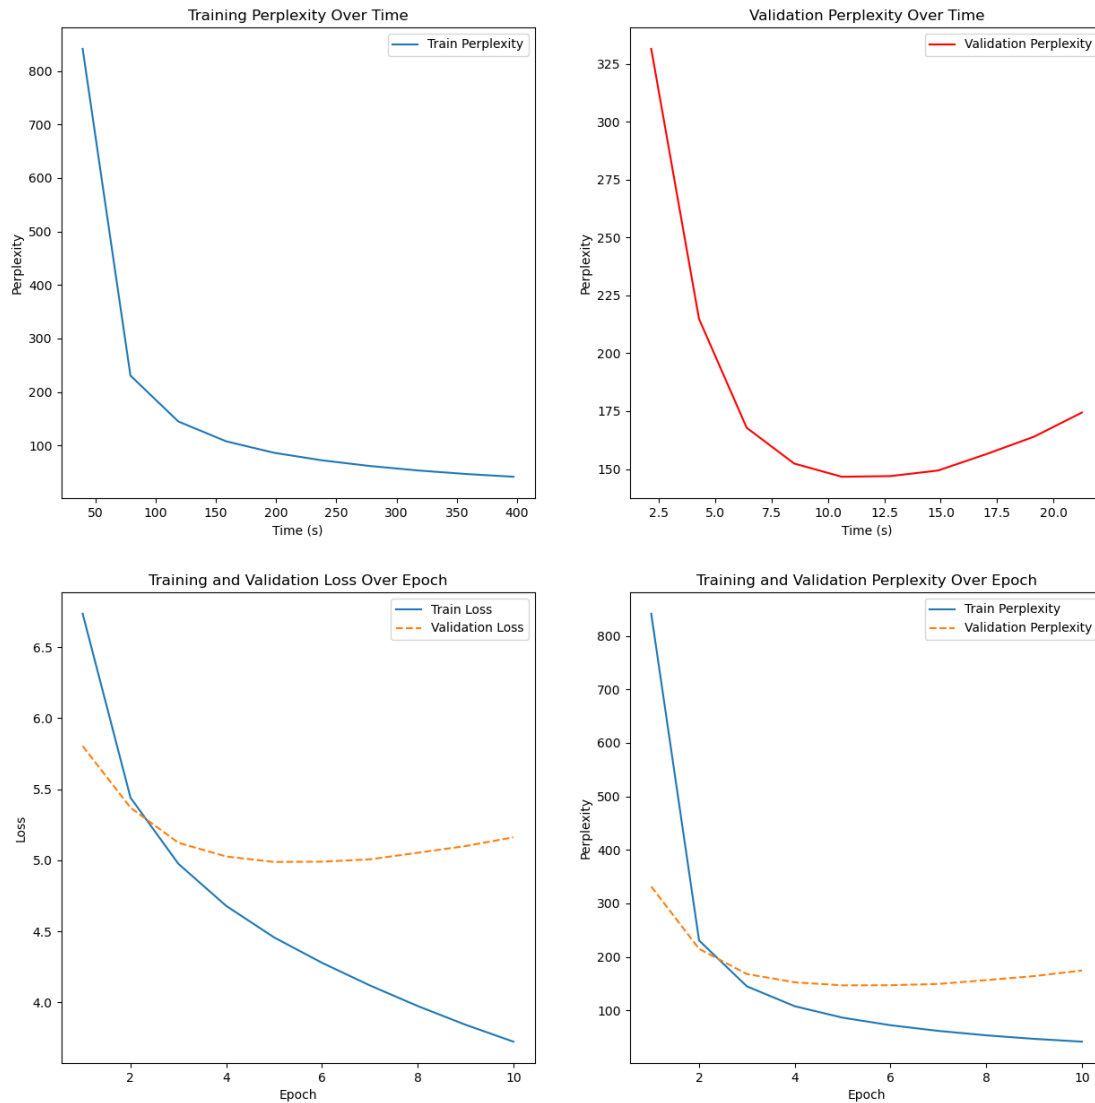 Training Perplexity Over Time
Train Perplexity
800
700
600
500
400
300
200
100
Perplexity
50 100 150 200 250 300 350 400
Time (s)
Validation Perplexity Over Time
Validation Perplexity
325
300
275
250
225
200
175
150
Perplexity
2.5 5.0 7.5 10.0 12.5 15.0 17.5 20.0
Time (s)
Training and Validation Loss Over Epoch
Train Loss
Validation Loss
6.5
6.0
5.5
5.0
4.5
4.0
Loss
2 4 6 8 10
Epoch
Training and Validation Perplexity Over Epoch
Train Perplexity
Validation Perplexity
800
700
600
500
400
300
200
100
Perplexity
2 4 6 8 10
Epoch